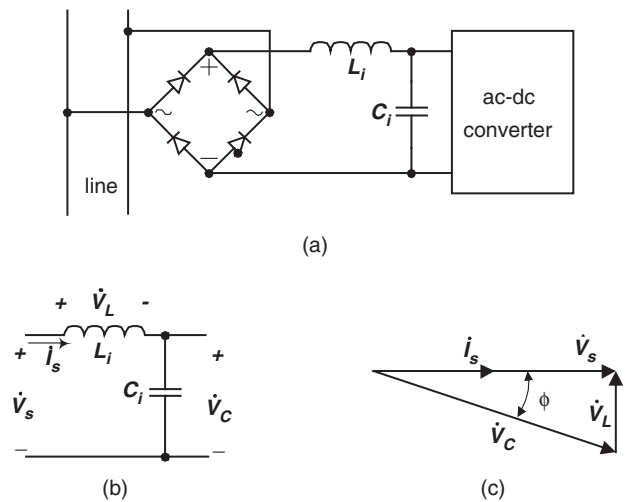 +
L_i
~
~
C_i
ac-dc
converter
−
line
(a)
+ V̇_L -
+ i̇_s L_i +
V̇_s C_i V̇_C
− −
(b)
i̇_s V̇_s
ϕ V̇_L
V̇_C
(c)